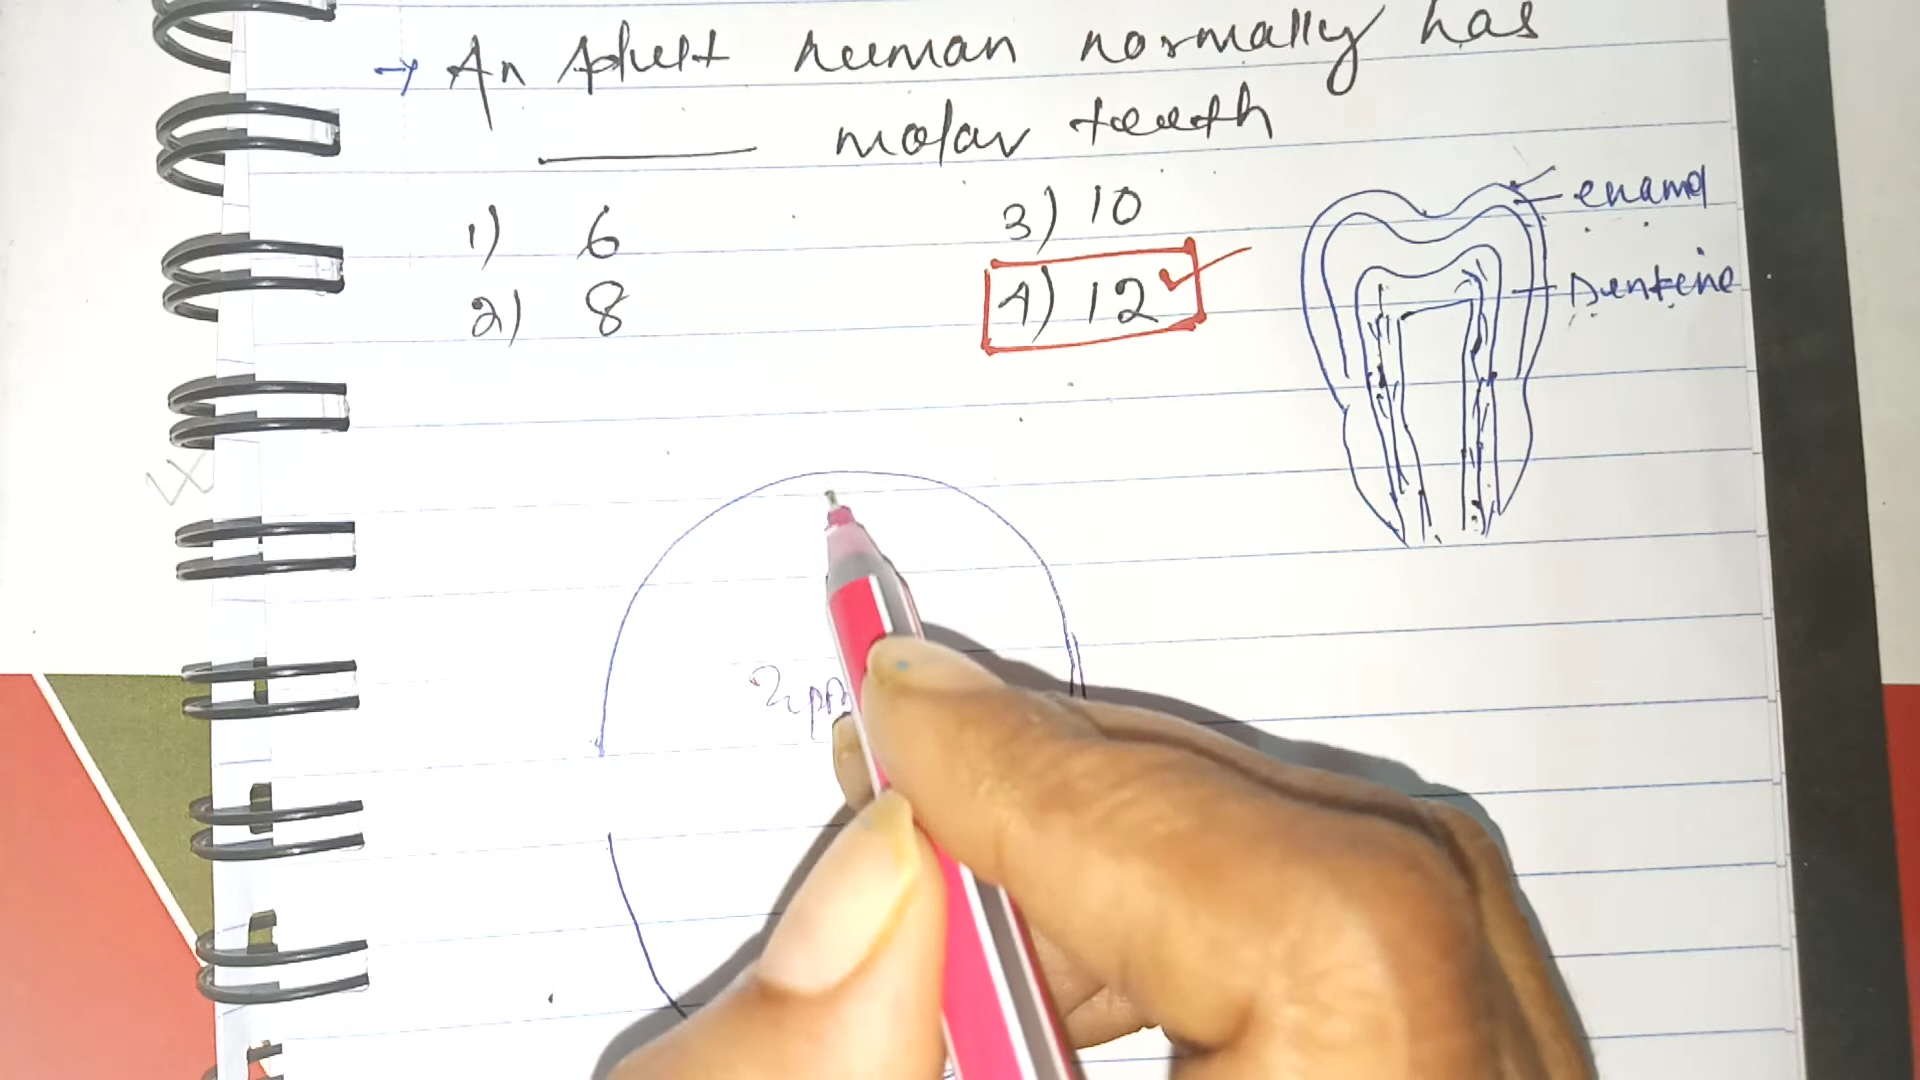 → An Adult human normally has
_____ molar teeth
1) 6
2) 8
3) 10
4) 12 ✓
enamel
Dentine